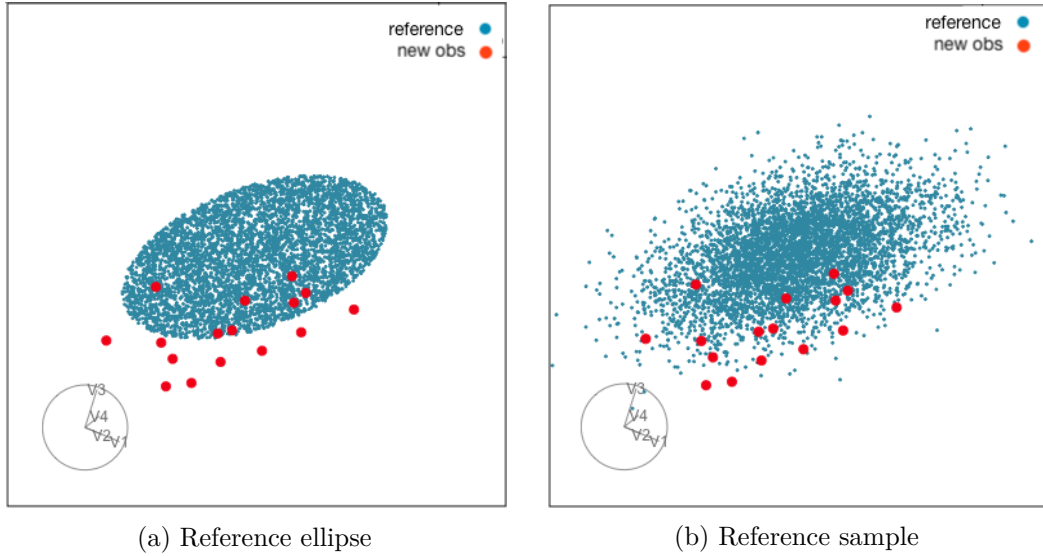 reference
new obs
V3
V4
V2
V1
(a) Reference ellipse
reference
new obs
V3
V4
V2
V1
(b) Reference sample